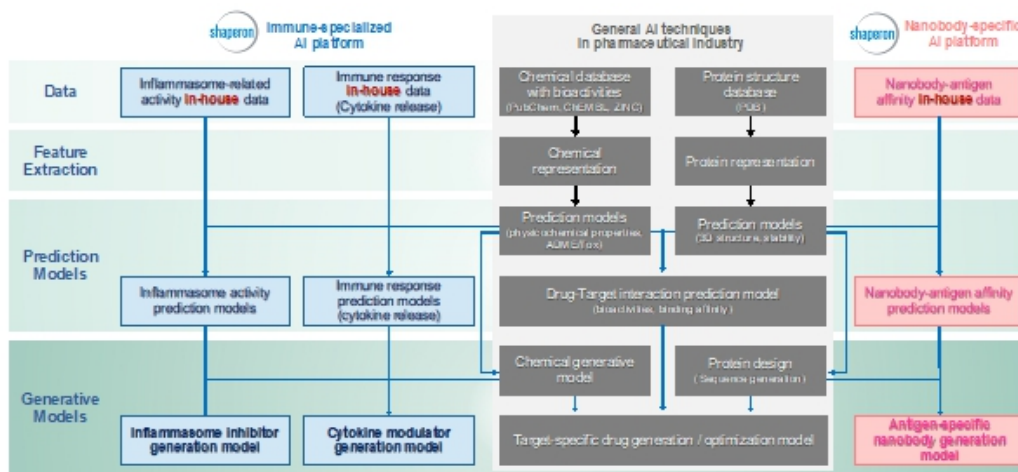 shaperon
Immune-specialized
AI platform
General AI techniques
in pharmaceutical industry
shaperon
Nanobody-specific
AI platform
Data
Inflammasome-related
activity in-house data
Immune response
in-house data
(Cytokine release)
Chemical database
with bioactivities
(PubChem, ChEMBL, ZINC)
Protein structure
database
(PDB)
Nanobody-antigen
affinity in-house data
Feature
Extraction
Chemical
representation
Protein representation
Prediction
Models
Prediction models
(physicochemical properties,
ADME/Tox)
Prediction models
(3D structure, stability)
Inflammasome activity
prediction models
Immune response
prediction models
(cytokine release)
Drug-Target interaction prediction model
(bioactivities, binding affinity)
Nanobody-antigen affinity
prediction models
Generative
Models
Chemical generative
model
Protein design
(Sequence generation)
Inflammasome inhibitor
generation model
Cytokine modulator
generation model
Target-specific drug generation / optimization model
Antigen-specific
nanobody generation
model